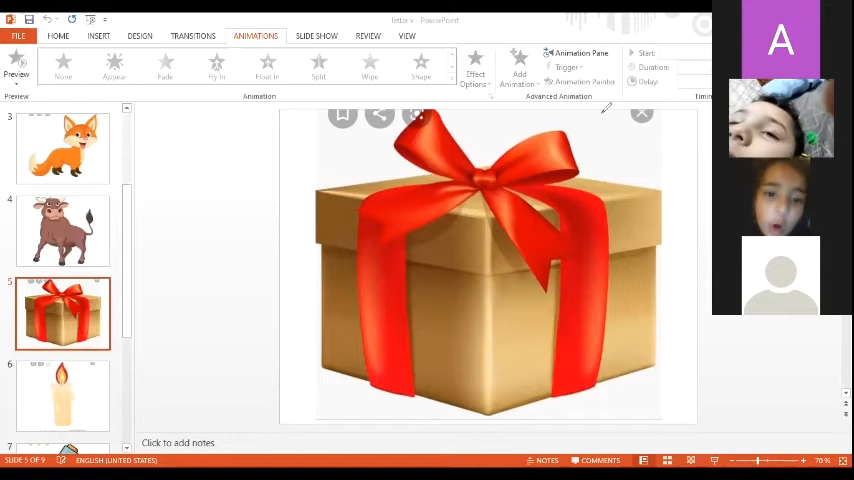 letter x - PowerPoint
FILE HOME INSERT DESIGN TRANSITIONS ANIMATIONS SLIDE SHOW REVIEW VIEW
Preview
None Appear Fade Fly In Float In Split Wipe Shape
Effect Options
Add Animation
Animation Pane
Trigger
Animation Painter
Start:
Duration:
Delay:
Preview Animation Advanced Animation Timing
A
3
4
5
6
7
Click to add notes
SLIDE 5 OF 9 ENGLISH (UNITED STATES) NOTES COMMENTS 70 %